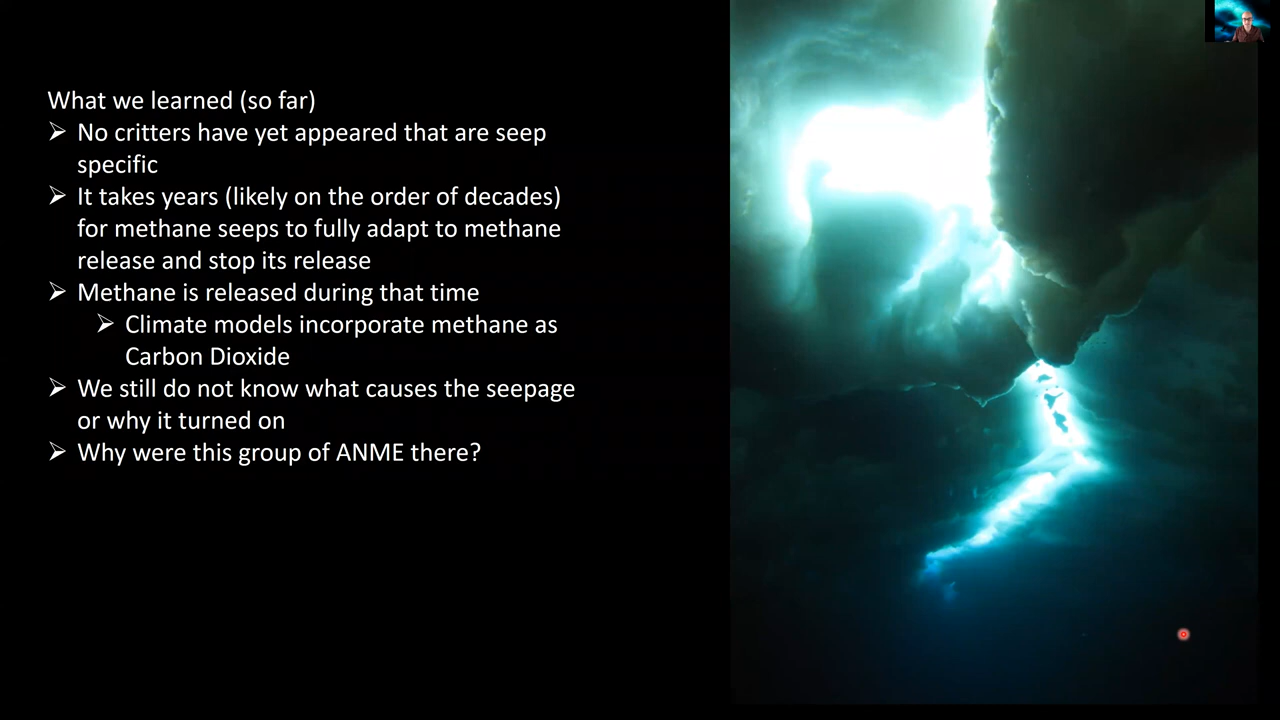 What we learned (so far)
➢ No critters have yet appeared that are seep
specific
➢ It takes years (likely on the order of decades)
for methane seeps to fully adapt to methane
release and stop its release
➢ Methane is released during that time
➢ Climate models incorporate methane as
Carbon Dioxide
➢ We still do not know what causes the seepage
or why it turned on
➢ Why were this group of ANME there?